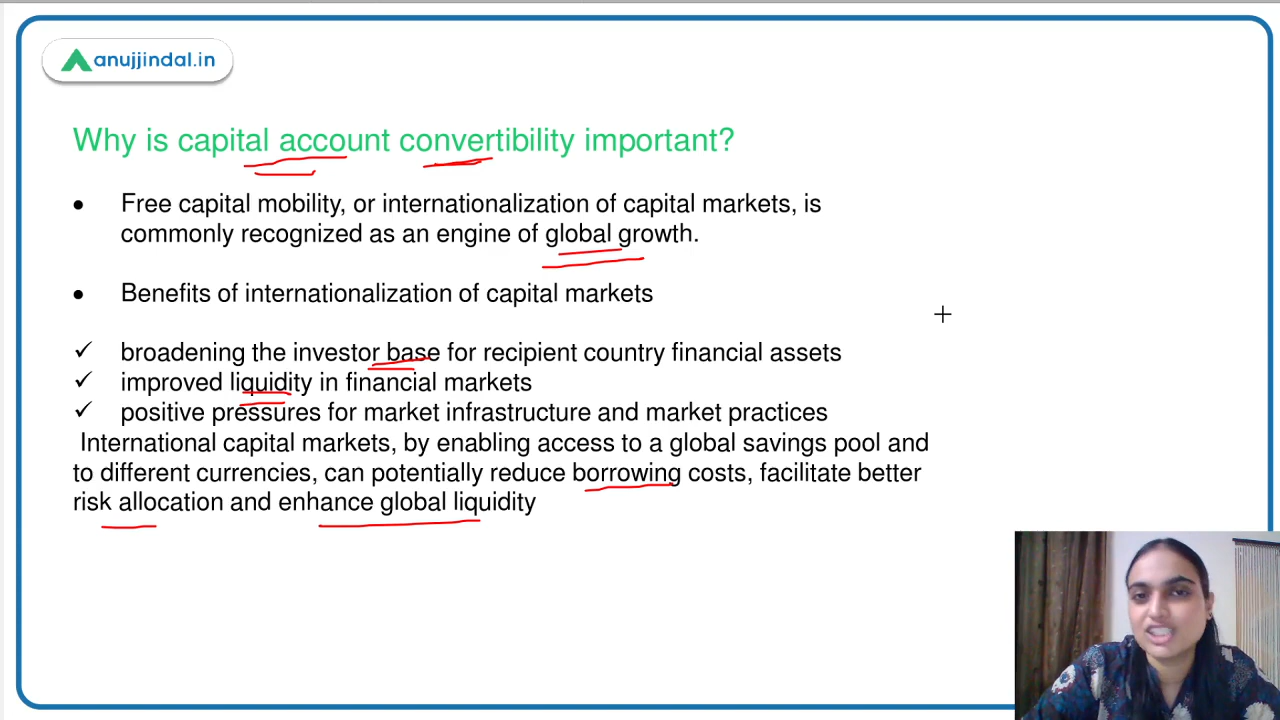 anujjindal.in
Why is capital account convertibility important?
• Free capital mobility, or internationalization of capital markets, is
commonly recognized as an engine of global growth.
• Benefits of internationalization of capital markets
✓ broadening the investor base for recipient country financial assets
✓ improved liquidity in financial markets
✓ positive pressures for market infrastructure and market practices
International capital markets, by enabling access to a global savings pool and
to different currencies, can potentially reduce borrowing costs, facilitate better
risk allocation and enhance global liquidity